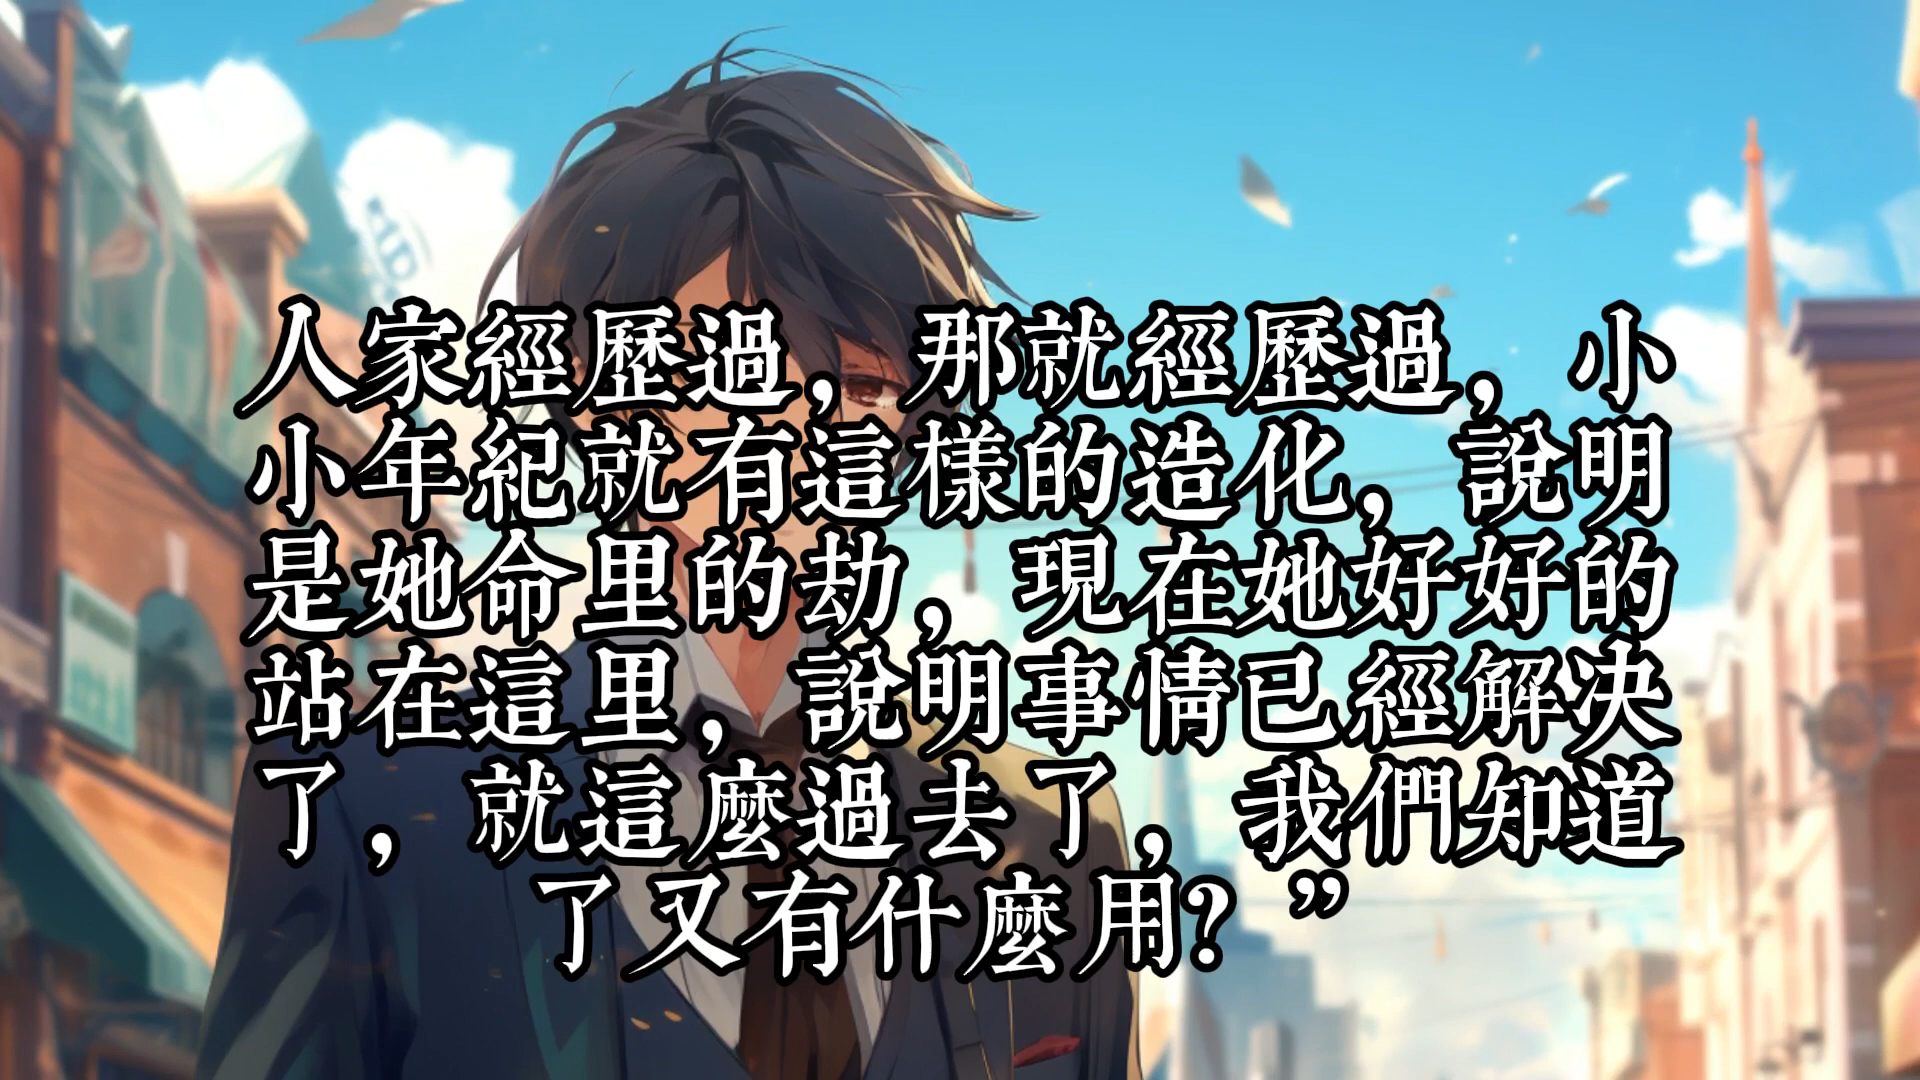 人家經歷過，那就經歷過，小
小年紀就有這樣的造化，說明
是她命里的劫，現在她好好的
站在這里，說明事情已經解決
了，就這麼過去了，我們知道
了又有什麼用？”